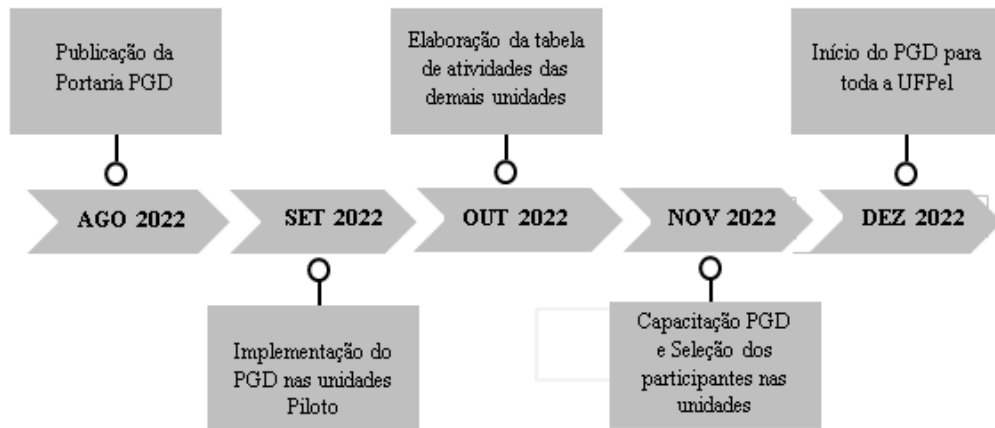 Publicação da
Portaria PGD
Elaboração da tabela
de atividades das
demais unidades
Início do PGD para
toda a UFPel
AGO 2022
SET 2022
OUT 2022
NOV 2022
DEZ 2022
Implementação do
PGD nas unidades
Piloto
Capacitação PGD
e Seleção dos
participantes nas
unidades